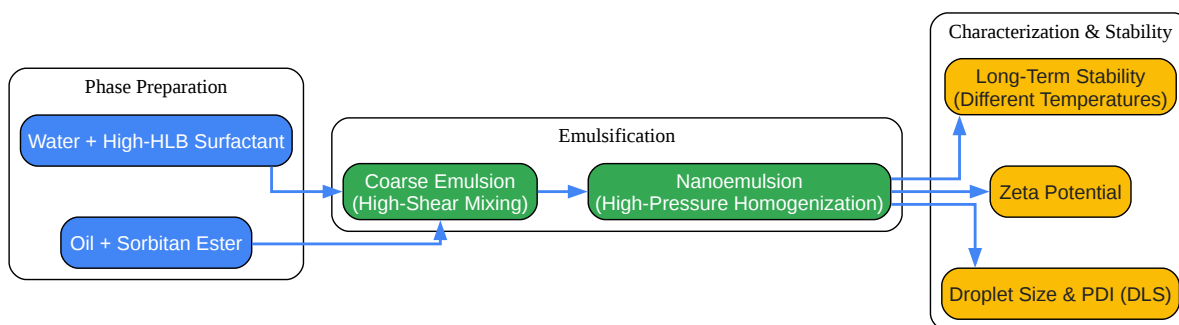 Phase Preparation
Water + High-HLB Surfactant
Oil + Sorbitan Ester
Emulsification
Coarse Emulsion
(High-Shear Mixing)
Nanoemulsion
(High-Pressure Homogenization)
Characterization & Stability
Long-Term Stability
(Different Temperatures)
Zeta Potential
Droplet Size & PDI (DLS)